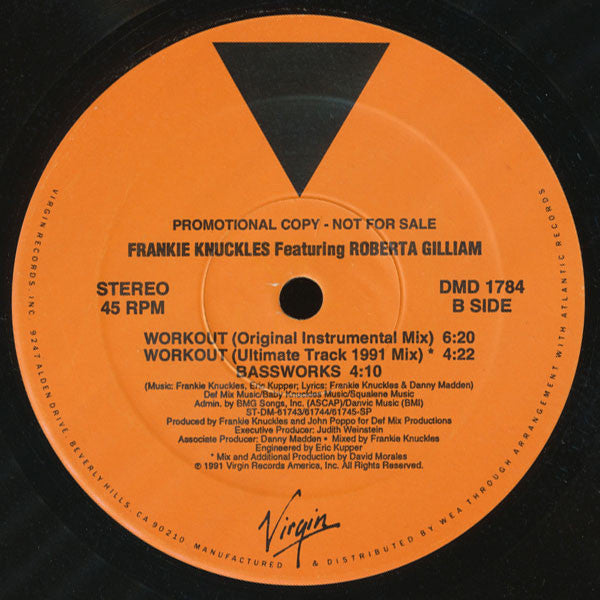 PROMOTIONAL COPY - NOT FOR SALE
FRANKIE KNUCKLES Featuring ROBERTA GILLIAM
STEREO
45 RPM
DMD 1784
B SIDE
WORKOUT (Original Instrumental Mix) 6:20
WORKOUT (Ultimate Track 1991 Mix) * 4:22
BASSWORKS 4:10
(Music: Frankie Knuckles, Eric Kupper; Lyrics: Frankie Knuckles & Danny Madden)
Def Mix Music/Baby Knuckles Music/Squalene Music
Admin. by BMG Songs, Inc. (ASCAP)/Danvic Music (BMI)
ST-DM-61743/61744/61745-SP
Produced by Frankie Knuckles and John Poppo for Def Mix Productions
Executive Producer: Judith Weinstein
Associate Producer: Danny Madden • Mixed by Frankie Knuckles
Engineered by Eric Kupper
* Mix and Additional Production by David Morales
℗ 1991 Virgin Records America, Inc. All Rights Reserved.
Virgin
VIRGIN RECORDS, INC. 9247 ALDEN DRIVE, BEVERLY HILLS, CA 90210 MANUFACTURED & DISTRIBUTED BY WEA THROUGH ARRANGEMENT WITH ATLANTIC RECORDS